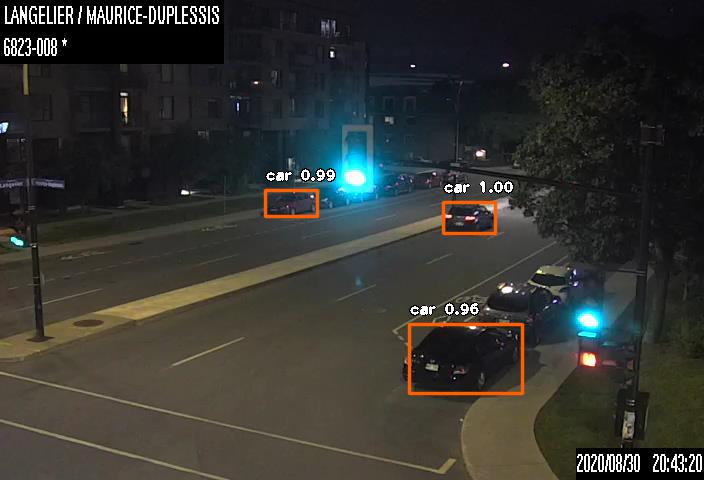 LANGELIER / MAURICE-DUPLESSIS
6823-008 *
car 0.99
car 1.00
Langelier
car 0.96
2020/08/30 20:43:20